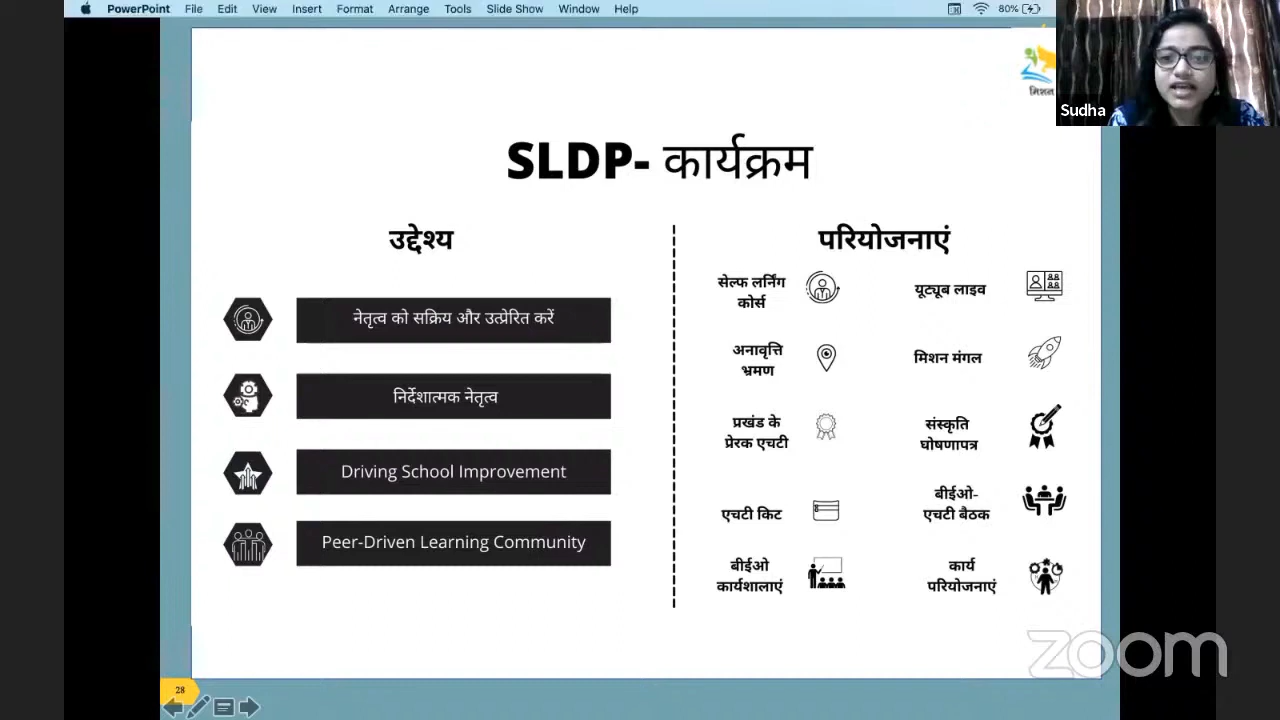 PowerPoint File Edit View Insert Format Arrange Tools Slide Show Window Help
80%
मिशन
Sudha
SLDP- कार्यक्रम
उद्देश्य
नेतृत्व को सक्रिय और उत्प्रेरित करें
निर्देशात्मक नेतृत्व
Driving School Improvement
Peer-Driven Learning Community
परियोजनाएं
सेल्फ लर्निंग
कोर्स
यूट्यूब लाइव
अनावृत्ति
भ्रमण
मिशन मंगल
प्रखंड के
प्रेरक एचटी
संस्कृति
घोषणापत्र
एचटी किट
बीईओ-
एचटी बैठक
बीईओ
कार्यशालाएं
कार्य
परियोजनाएं
zoom
28